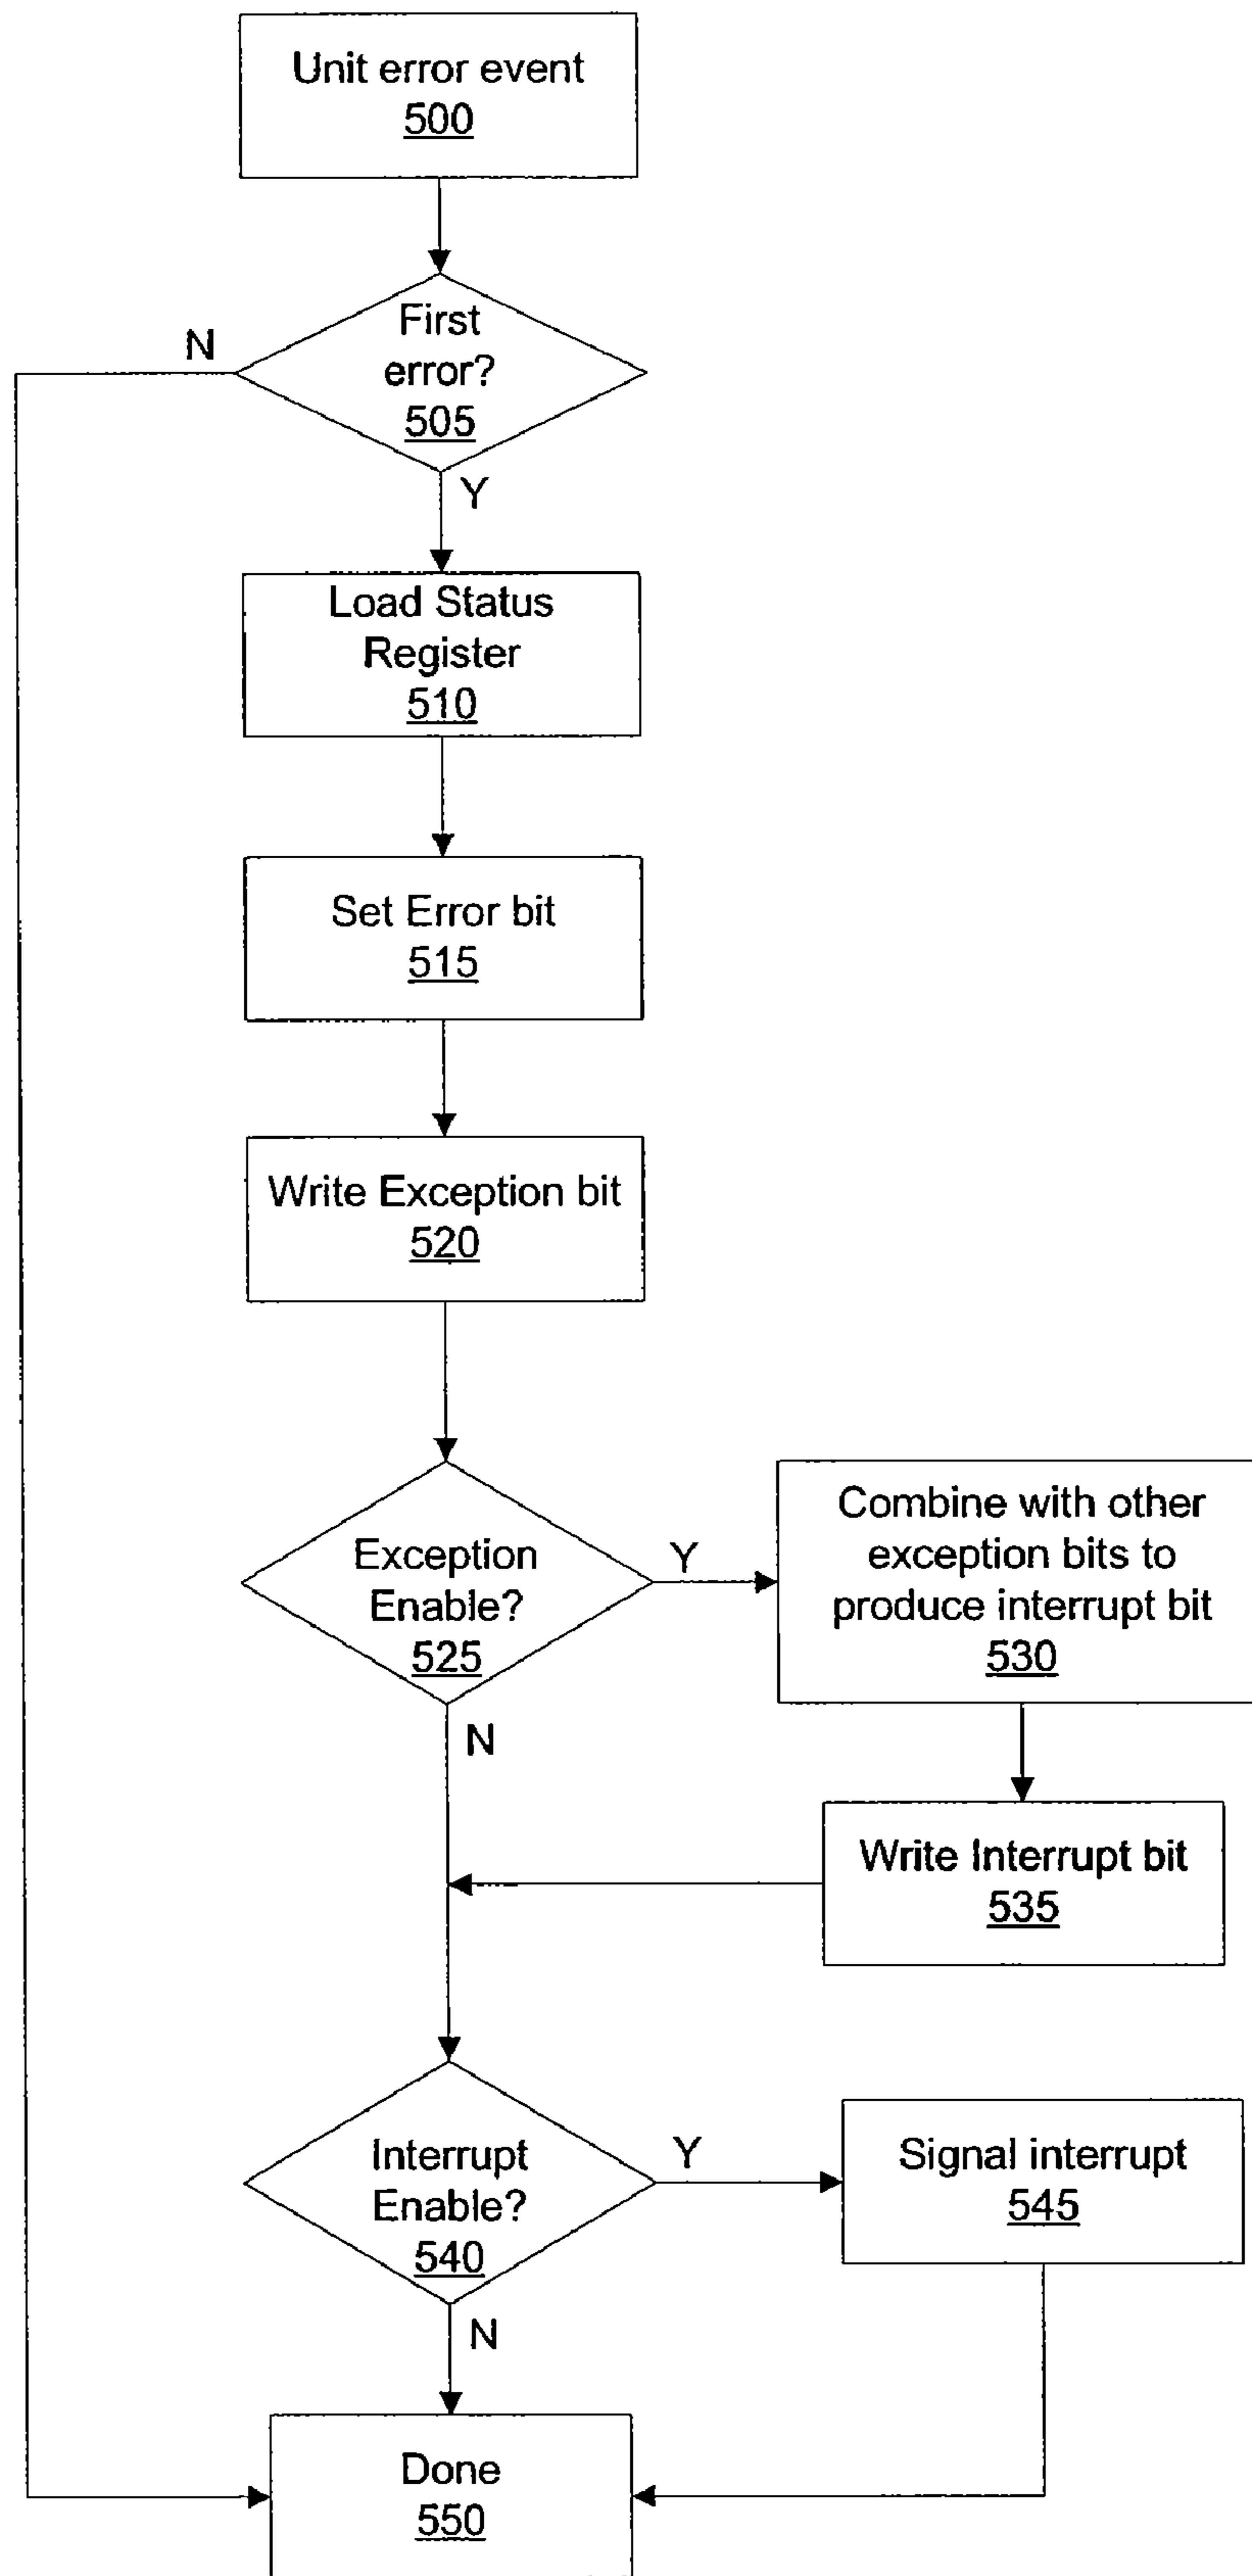 Unit error event
500
First
error?
505
N
Y
Load Status
Register
510
Set Error bit
515
Write Exception bit
520
Exception
Enable?
525
Y
N
Combine with other
exception bits to
produce interrupt bit
530
Write Interrupt bit
535
Interrupt
Enable?
540
Y
N
Signal interrupt
545
Done
550